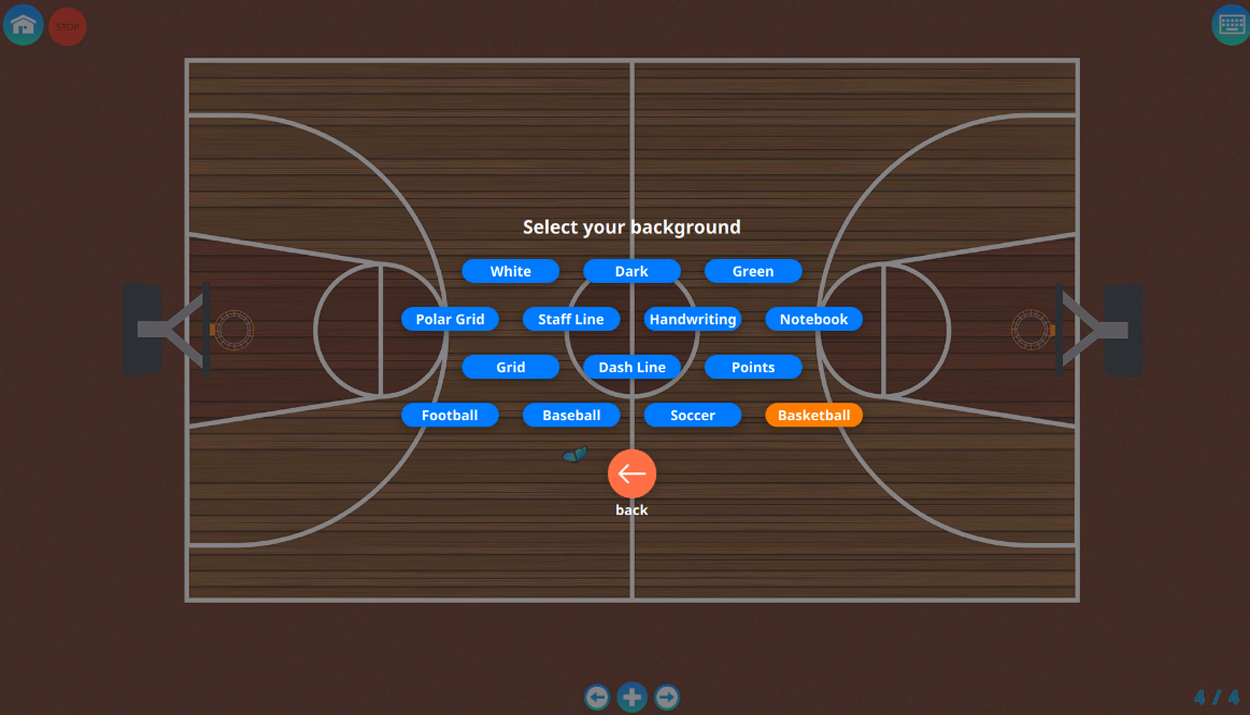 STOP
Select your background
White Dark Green
Polar Grid Staff Line Handwriting Notebook
Grid Dash Line Points
Football Baseball Soccer Basketball
back
4 / 4